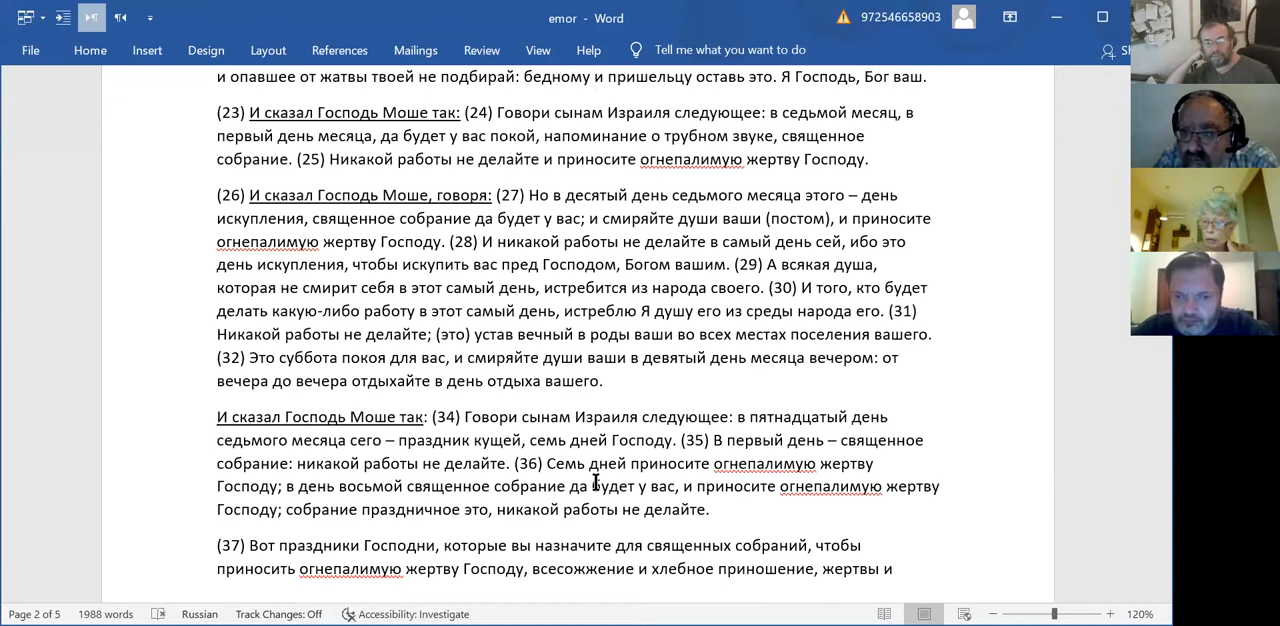 emor - Word
972546658903
File Home Insert Design Layout References Mailings Review View Help Tell me what you want to do
и опавшее от жатвы твоей не подбирай: бедному и пришельцу оставь это. Я Господь, Бог ваш.
(23) И сказал Господь Моше так: (24) Говори сынам Израиля следующее: в седьмой месяц, в
первый день месяца, да будет у вас покой, напоминание о трубном звуке, священное
собрание. (25) Никакой работы не делайте и приносите огнепалимую жертву Господу.
(26) И сказал Господь Моше, говоря: (27) Но в десятый день седьмого месяца этого – день
искупления, священное собрание да будет у вас; и смиряйте души ваши (постом), и приносите
огнепалимую жертву Господу. (28) И никакой работы не делайте в самый день сей, ибо это
день искупления, чтобы искупить вас пред Господом, Богом вашим. (29) А всякая душа,
которая не смирит себя в этот самый день, истребится из народа своего. (30) И того, кто будет
делать какую-либо работу в этот самый день, истреблю Я душу его из среды народа его. (31)
Никакой работы не делайте; (это) устав вечный в роды ваши во всех местах поселения вашего.
(32) Это суббота покоя для вас, и смиряйте души ваши в девятый день месяца вечером: от
вечера до вечера отдыхайте в день отдыха вашего.
И сказал Господь Моше так: (34) Говори сынам Израиля следующее: в пятнадцатый день
седьмого месяца сего – праздник кущей, семь дней Господу. (35) В первый день – священное
собрание: никакой работы не делайте. (36) Семь дней приносите огнепалимую жертву
Господу; в день восьмой священное собрание да будет у вас, и приносите огнепалимую жертву
Господу; собрание праздничное это, никакой работы не делайте.
(37) Вот праздники Господни, которые вы назначите для священных собраний, чтобы
приносить огнепалимую жертву Господу, всесожжение и хлебное приношение, жертвы и
Page 2 of 5 1988 words Russian Track Changes: Off Accessibility: Investigate 120%